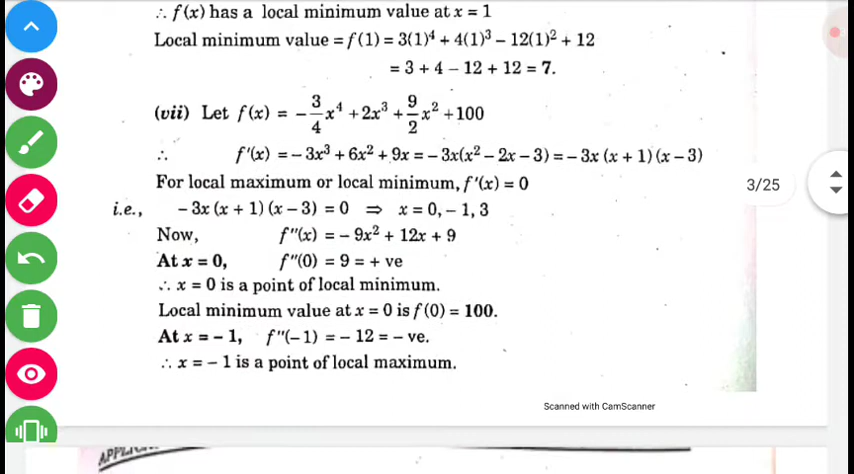 ∴ f(x) has a local minimum value at x = 1
Local minimum value = f(1) = 3(1)⁴ + 4(1)³ – 12(1)² + 12
= 3 + 4 – 12 + 12 = 7.
(vii) Let f(x) = –3/4x⁴ + 2x³ + 9/2x² + 100
∴ f'(x) = – 3x³ + 6x² + 9x = – 3x(x² – 2x – 3) = – 3x (x + 1) (x – 3)
For local maximum or local minimum, f'(x) = 0
3/25
i.e., – 3x (x + 1) (x – 3) = 0 ⇒ x = 0, – 1, 3
Now, f''(x) = – 9x² + 12x + 9
At x = 0, f''(0) = 9 = + ve
∴ x = 0 is a point of local minimum.
Local minimum value at x = 0 is f(0) = 100.
At x = – 1, f''(– 1) = – 12 = – ve.
∴ x = – 1 is a point of local maximum.
Scanned with CamScanner